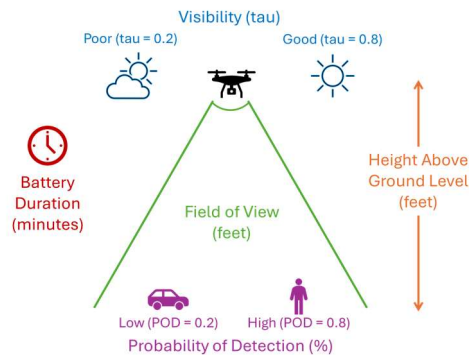 Visibility (tau)
Poor (tau = 0.2)
Good (tau = 0.8)
Battery
Duration
(minutes)
Height Above
Ground Level
(feet)
Field of View
(feet)
Low (POD = 0.2)
High (POD = 0.8)
Probability of Detection (%)